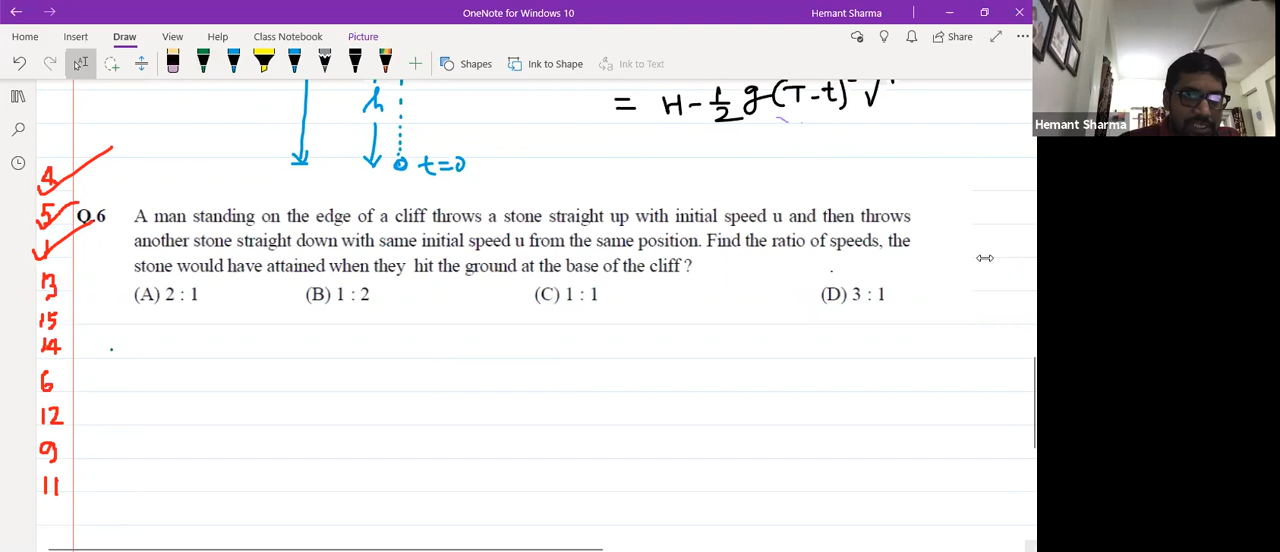 OneNote for Windows 10
Hemant Sharma
Home Insert Draw View Help Class Notebook Picture
Share
Shapes Ink to Shape Ink to Text
h
= H - 1/2 g (T-t)² √
Hemant Sharma
t=0
4
5
1
13
15
14
6
12
9
11
Q.6 A man standing on the edge of a cliff throws a stone straight up with initial speed u and then throws
another stone straight down with same initial speed u from the same position. Find the ratio of speeds, the
stone would have attained when they hit the ground at the base of the cliff ?
(A) 2 : 1 (B) 1 : 2 (C) 1 : 1 (D) 3 : 1